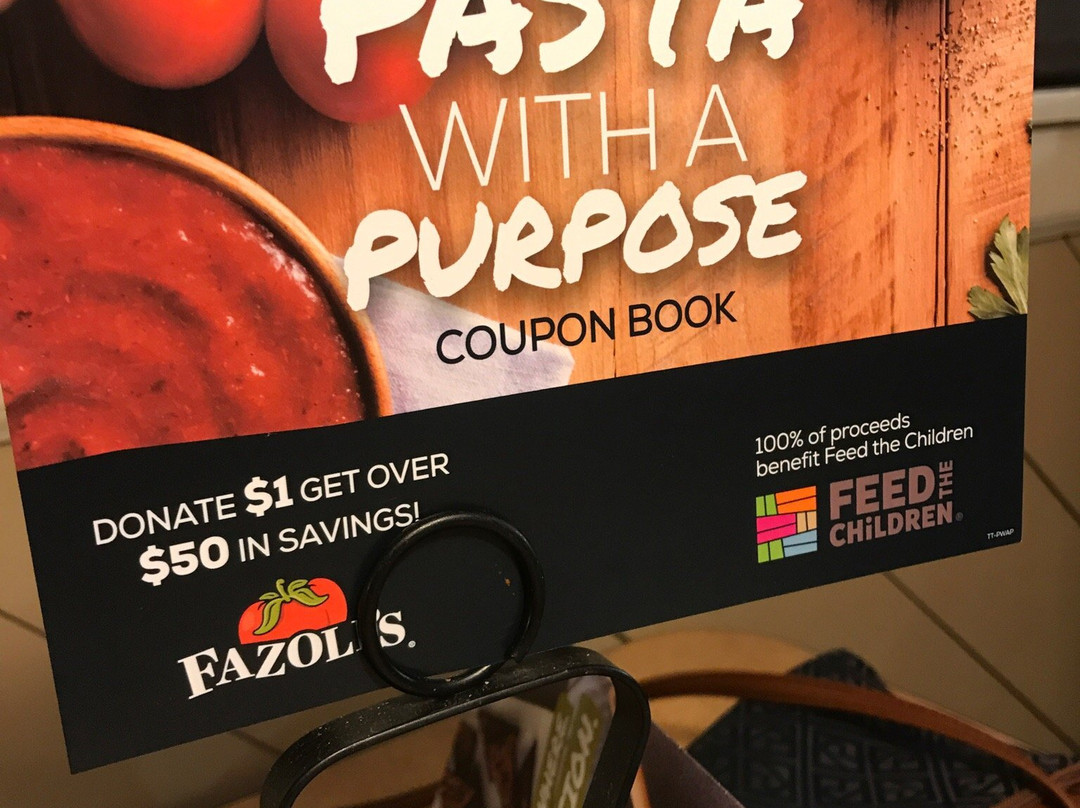 PASTA
WITH A
PURPOSE
COUPON BOOK
DONATE $1 GET OVER
$50 IN SAVINGS!
FAZOLI'S®
100% of proceeds
benefit Feed the Children
FEED THE
CHiLDREN®
TT-PWAP